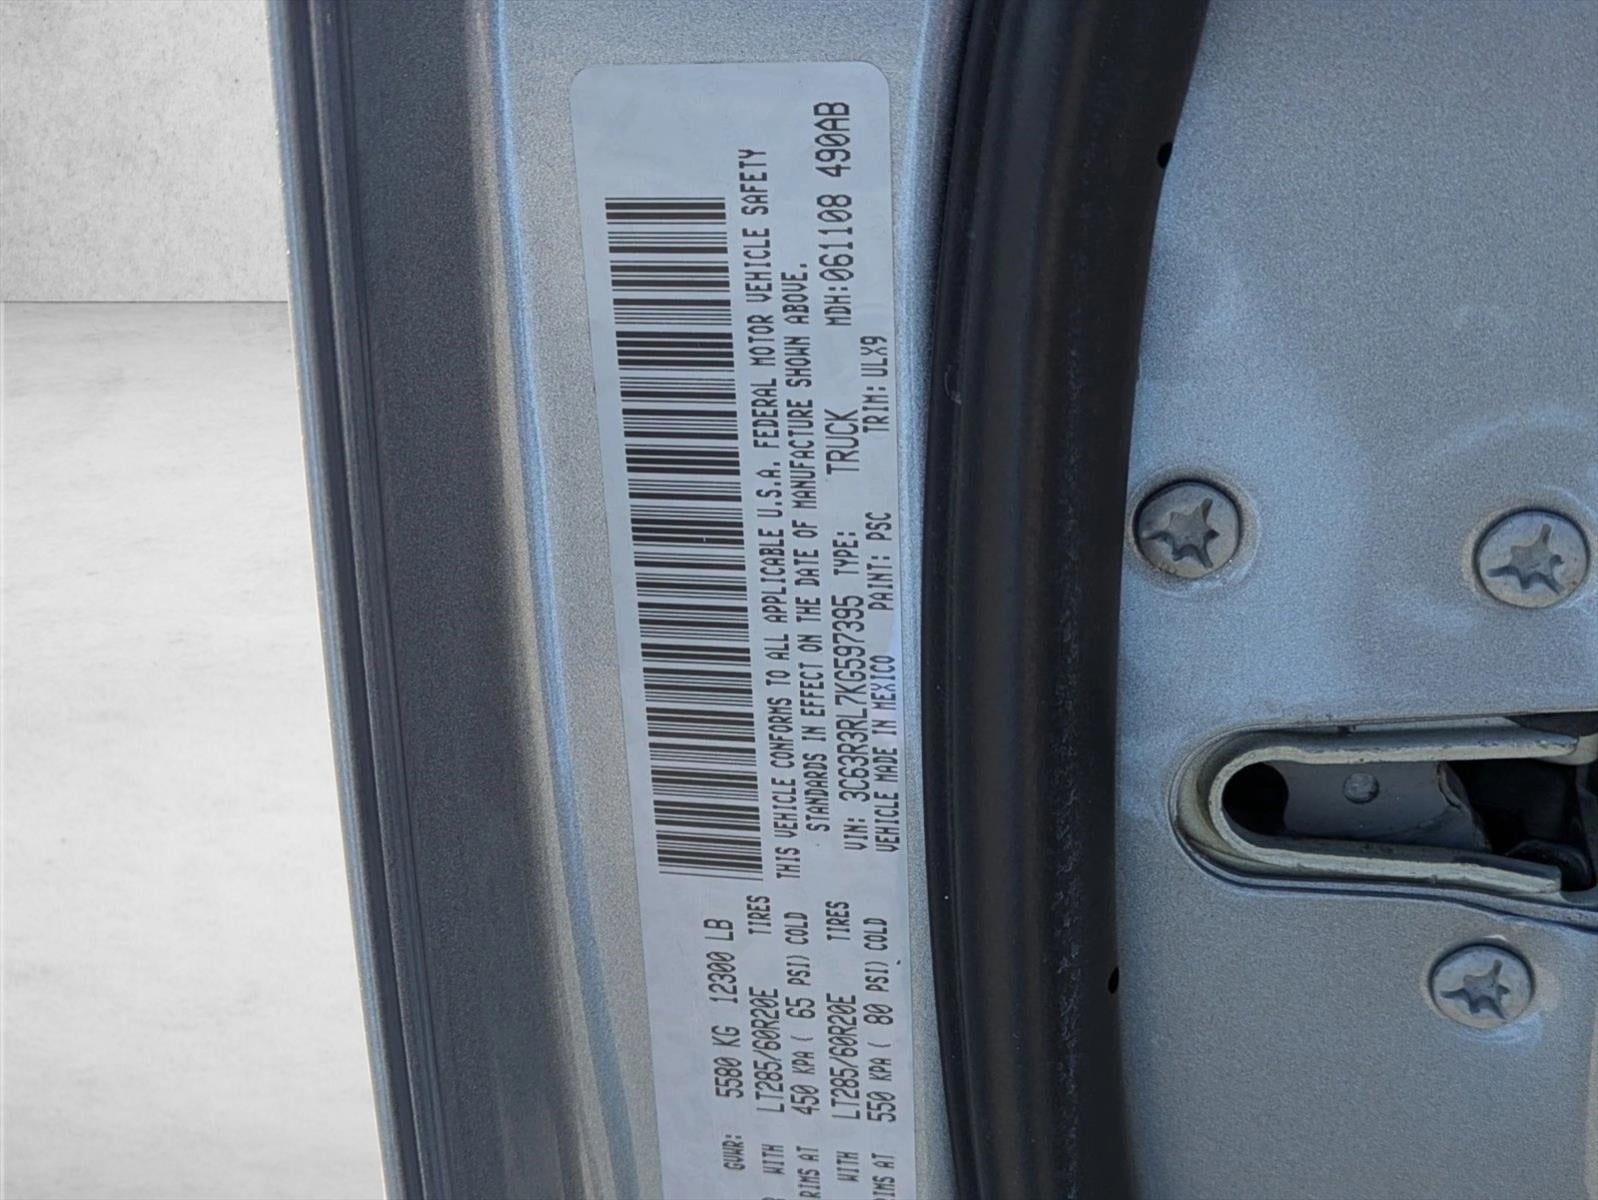 GVWR: 5580 KG 12300 LB
WITH LT285/60R20E TIRES
RIMS AT 450 KPA ( 65 PSI) COLD
WITH LT285/60R20E TIRES
RIMS AT 550 KPA ( 80 PSI) COLD
THIS VEHICLE CONFORMS TO ALL APPLICABLE U.S.A. FEDERAL MOTOR VEHICLE SAFETY
STANDARDS IN EFFECT ON THE DATE OF MANUFACTURE SHOWN ABOVE.
VIN: 3C63R3RL7KG597395 TYPE: TRUCK MDH:061108 490AB
VEHICLE MADE IN MEXICO PAINT: PSC TRIM: ULX9